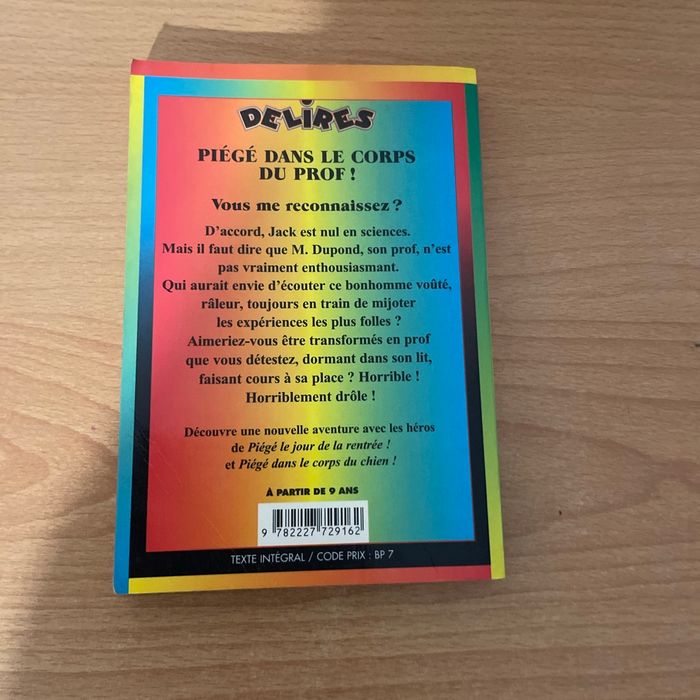 DELIRES
PIÉGÉ DANS LE CORPS
DU PROF !
Vous me reconnaissez ?
D'accord, Jack est nul en sciences.
Mais il faut dire que M. Dupond, son prof, n'est
pas vraiment enthousiasmant.
Qui aurait envie d'écouter ce bonhomme voûté,
râleur, toujours en train de mijoter
les expériences les plus folles ?
Aimeriez-vous être transformés en prof
que vous détestez, dormant dans son lit,
faisant cours à sa place ? Horrible !
Horriblement drôle !
Découvre une nouvelle aventure avec les héros
de Piégé le jour de la rentrée !
et Piégé dans le corps du chien !
À PARTIR DE 9 ANS
9 782227 729162
TEXTE INTÉGRAL / CODE PRIX : BP 7